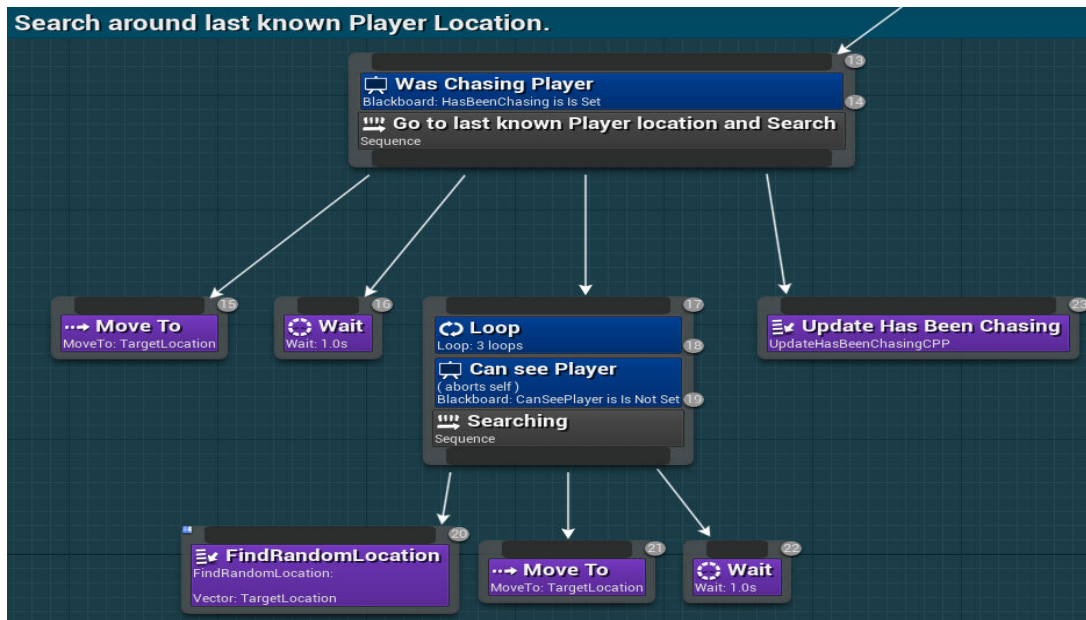 Search around last known Player Location.
13
Was Chasing Player
Blackboard: HasBeenChasing is Is Set
14
Go to last known Player location and Search
Sequence
15
Move To
MoveTo: TargetLocation
16
Wait
Wait: 1.0s
17
Loop
Loop: 3 loops
18
Can see Player
( aborts self )
Blackboard: CanSeePlayer is Is Not Set
19
Searching
Sequence
23
Update Has Been Chasing
UpdateHasBeenChasingCPP
20
FindRandomLocation
FindRandomLocation:
Vector: TargetLocation
21
Move To
MoveTo: TargetLocation
22
Wait
Wait: 1.0s